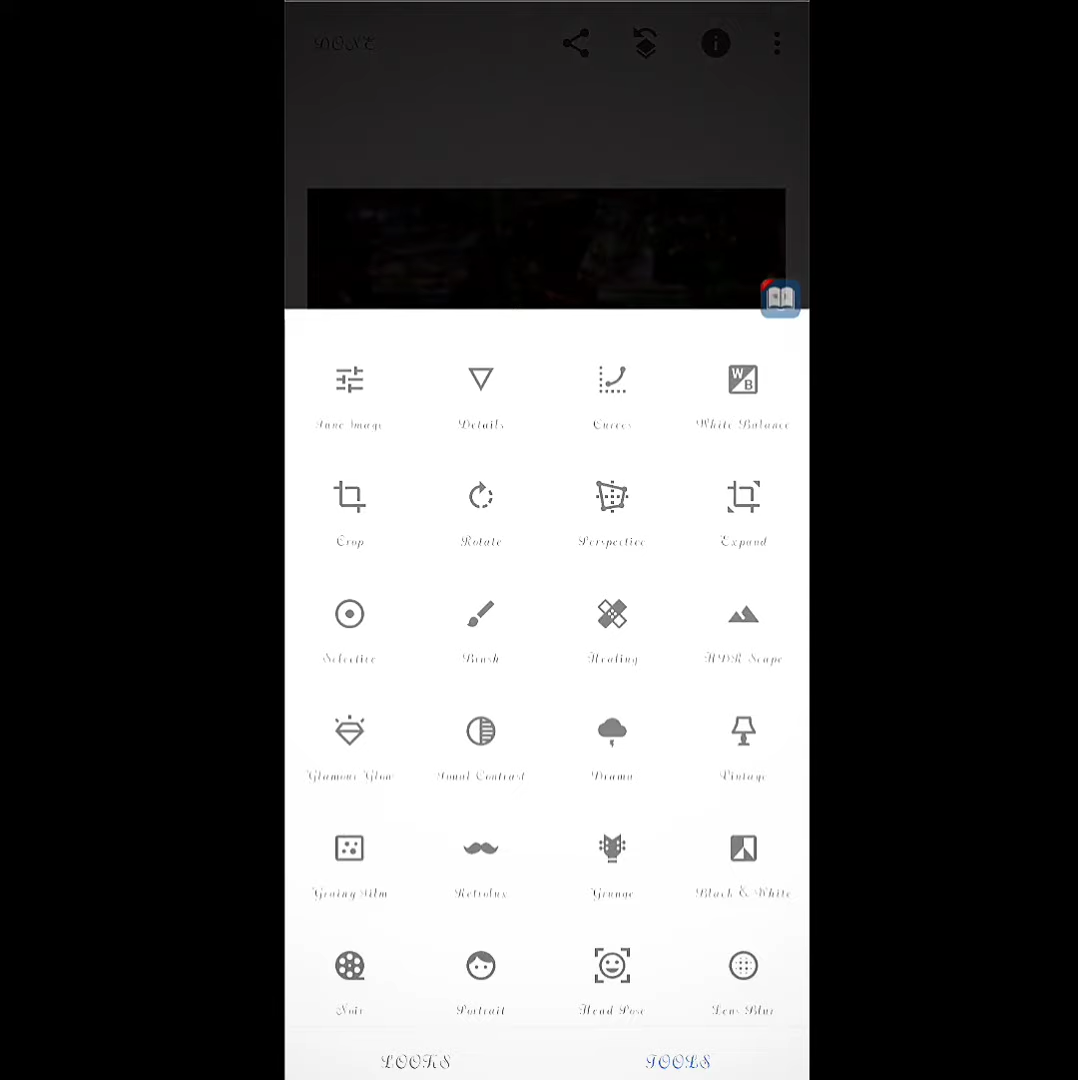 DONE
Tune Image Details Curves White Balance
W
B
Crop Rotate Perspective Expand
Selective Brush Healing HDR Scape
Glamour Glow Tonal Contrast Drama Vintage
Grainy Film Retrolux Grunge Black & White
Noir Portrait Head Pose Lens Blur
LOOKS TOOLS